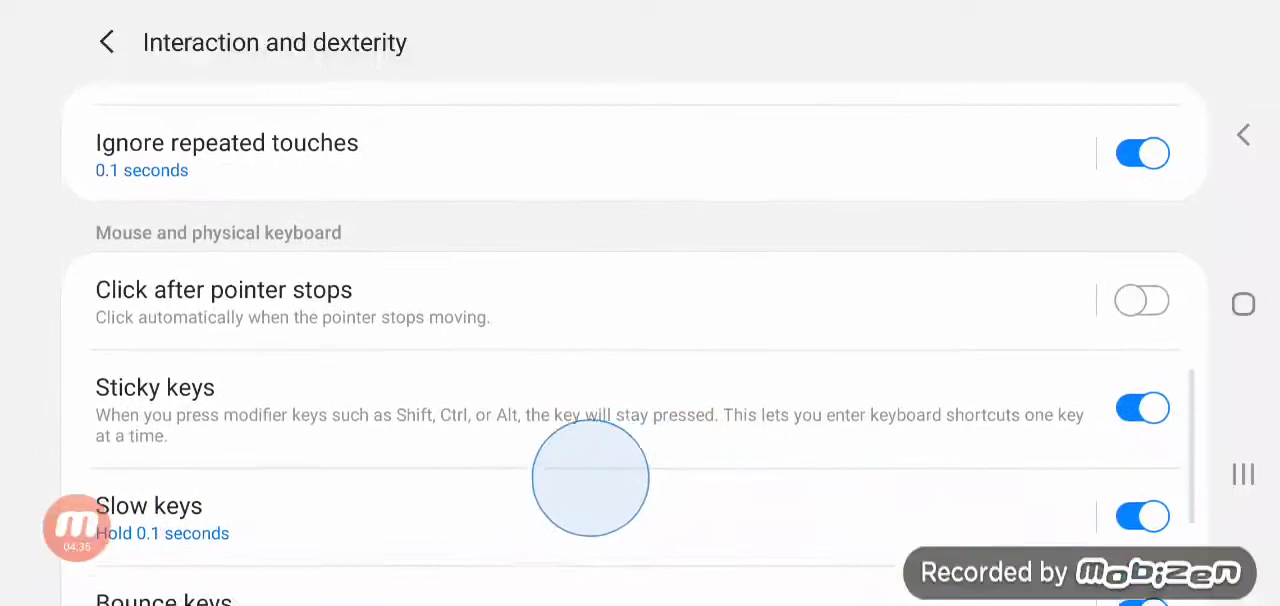 Interaction and dexterity
Ignore repeated touches
0.1 seconds
Mouse and physical keyboard
Click after pointer stops
Click automatically when the pointer stops moving.
Sticky keys
When you press modifier keys such as Shift, Ctrl, or Alt, the key will stay pressed. This lets you enter keyboard shortcuts one key
at a time.
Slow keys
Hold 0.1 seconds
04:35
Bounce keys
Recorded by Mobizen